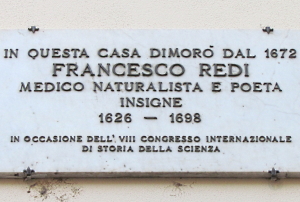 IN QUESTA CASA DIMORÒ DAL 1672
FRANCESCO REDI
MEDICO NATURALISTA E POETA
INSIGNE
1626 — 1698
IN OCCASIONE DELL' VIII CONGRESSO INTERNAZIONALE
DI STORIA DELLA SCIENZA